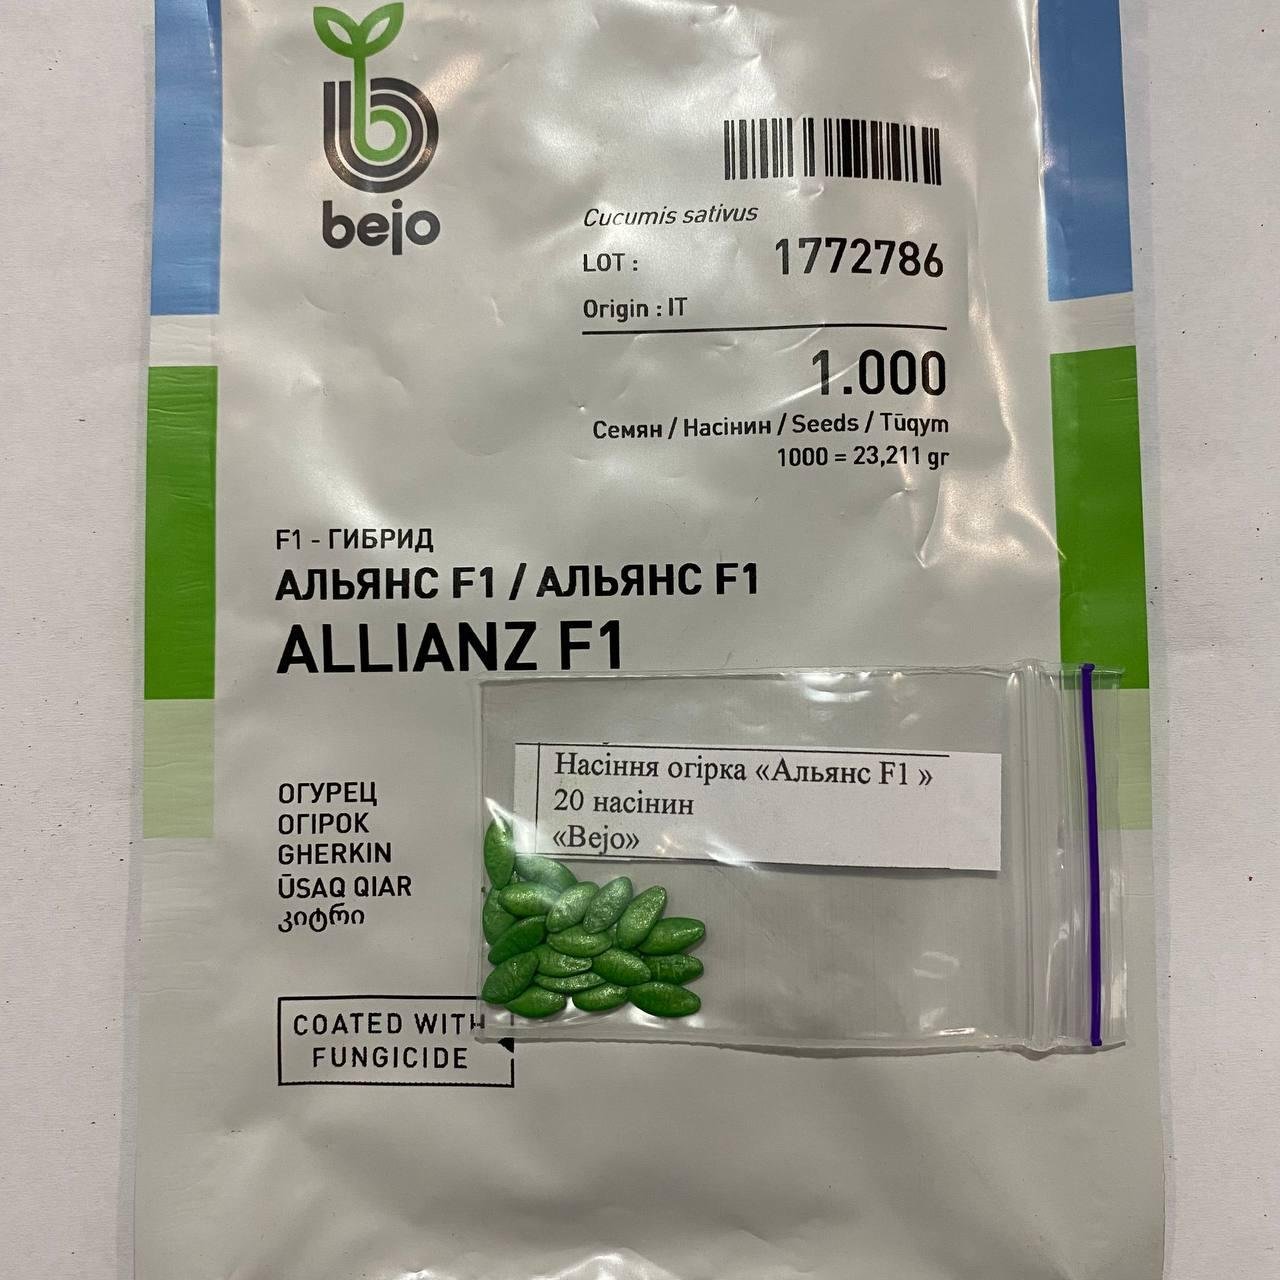 bejo
Cucumis sativus
LOT : 1772786
Origin : IT
1.000
Семян / Насінин / Seeds / Tūqym
1000 = 23,211 gr
F1 - ГИБРИД
АЛЬЯНС F1 / АЛЬЯНС F1
ALLIANZ F1
Насіння огірка «Альянс F1 »
20 насінин
«Bejo»
ОГУРЕЦ
ОГІРОК
GHERKIN
ŪSAQ QIAR
კიტრი
COATED WITH
FUNGICIDE